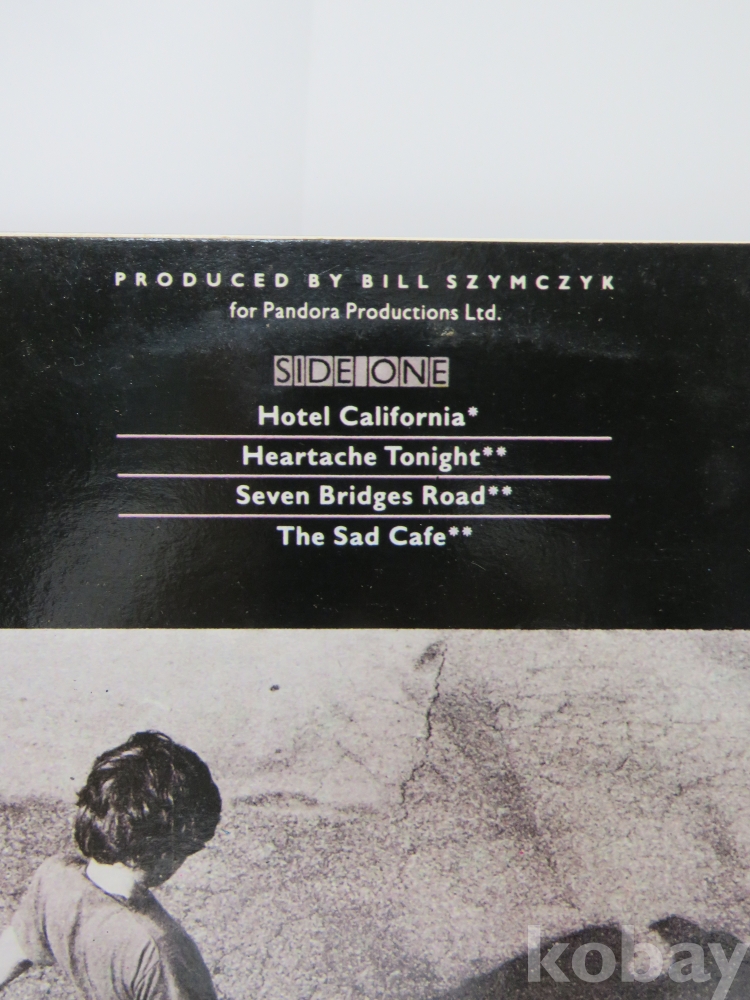 PRODUCED BY BILL SZYMCZYK
for Pandora Productions Ltd.
SIDE ONE
Hotel California*
Heartache Tonight**
Seven Bridges Road**
The Sad Cafe**
kobay